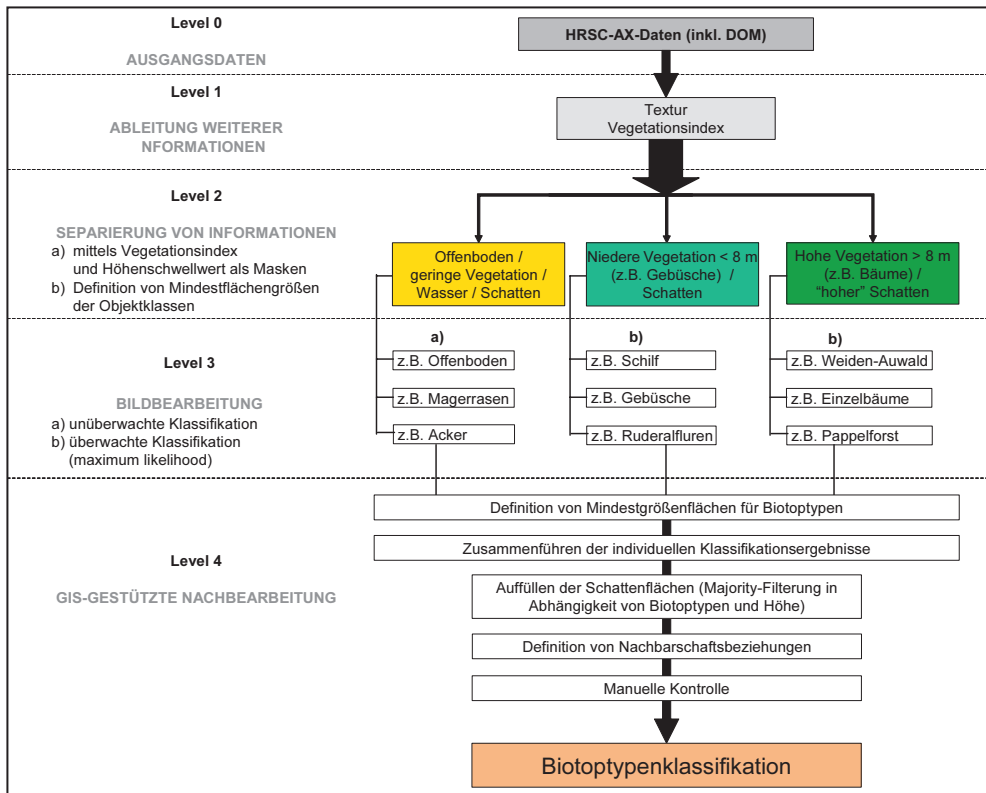 Level 0
AUSGANGSDATEN
HRSC-AX-Daten (inkl. DOM)
Level 1
ABLEITUNG WEITERER
NFORMATIONEN
Textur
Vegetationsindex
Level 2
SEPARIERUNG VON INFORMATIONEN
a) mittels Vegetationsindex
und Höhenschwellwert als Masken
b) Definition von Mindestflächengrößen
der Objektklassen
Offenboden /
geringe Vegetation /
Wasser / Schatten
Niedere Vegetation < 8 m
(z.B. Gebüsche) /
Schatten
Hohe Vegetation > 8 m
(z.B. Bäume) /
“hoher” Schatten
Level 3
BILDBEARBEITUNG
a) unüberwachte Klassifikation
b) überwachte Klassifikation
(maximum likelihood)
a)
z.B. Offenboden
z.B. Magerrasen
z.B. Acker
b)
z.B. Schilf
z.B. Gebüsche
z.B. Ruderalfluren
b)
z.B. Weiden-Auwald
z.B. Einzelbäume
z.B. Pappelforst
Level 4
GIS-GESTÜTZTE NACHBEARBEITUNG
Definition von Mindestgrößenflächen für Biotoptypen
Zusammenführen der individuellen Klassifikationsergebnisse
Auffüllen der Schattenflächen (Majority-Filterung in
Abhängigkeit von Biotoptypen und Höhe)
Definition von Nachbarschaftsbeziehungen
Manuelle Kontrolle
Biotoptypenklassifikation